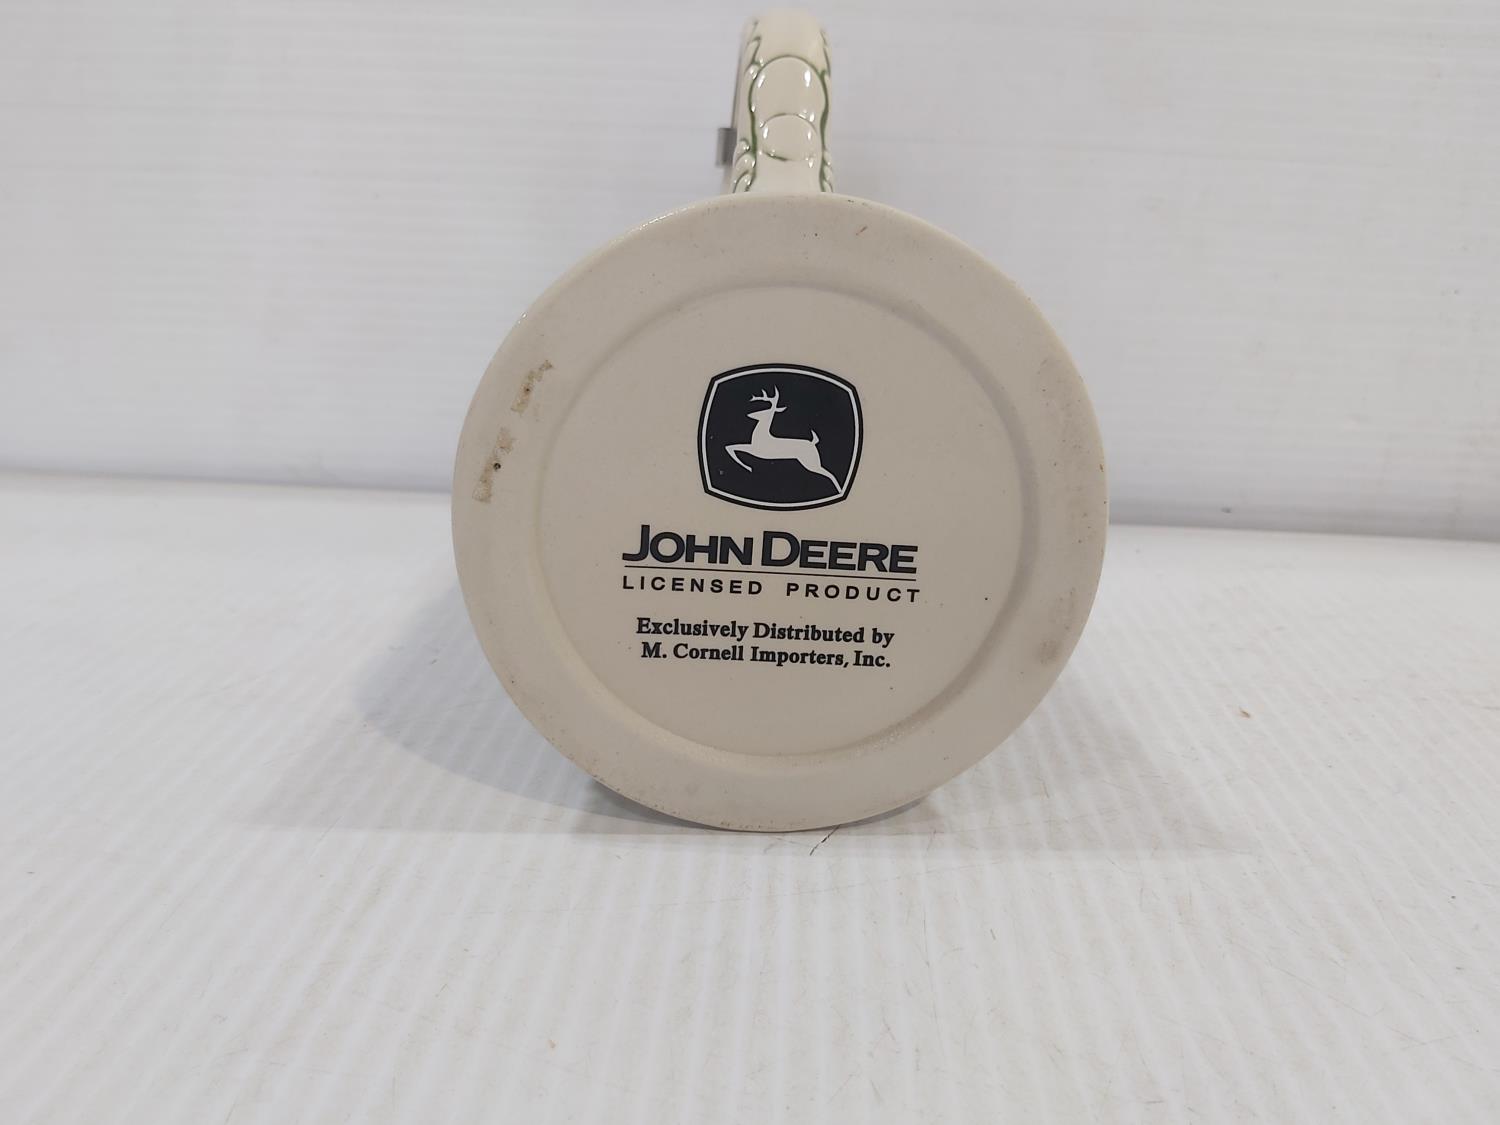 JOHN DEERE
LICENSED PRODUCT
Exclusively Distributed by
M. Cornell Importers, Inc.